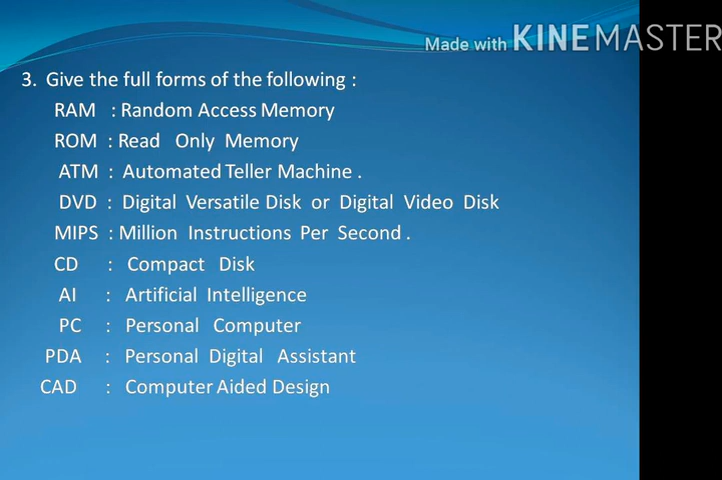 Made with KINEMASTER
3. Give the full forms of the following :
RAM : Random Access Memory
ROM : Read Only Memory
ATM : Automated Teller Machine .
DVD : Digital Versatile Disk or Digital Video Disk
MIPS : Million Instructions Per Second .
CD : Compact Disk
AI : Artificial Intelligence
PC : Personal Computer
PDA : Personal Digital Assistant
CAD : Computer Aided Design